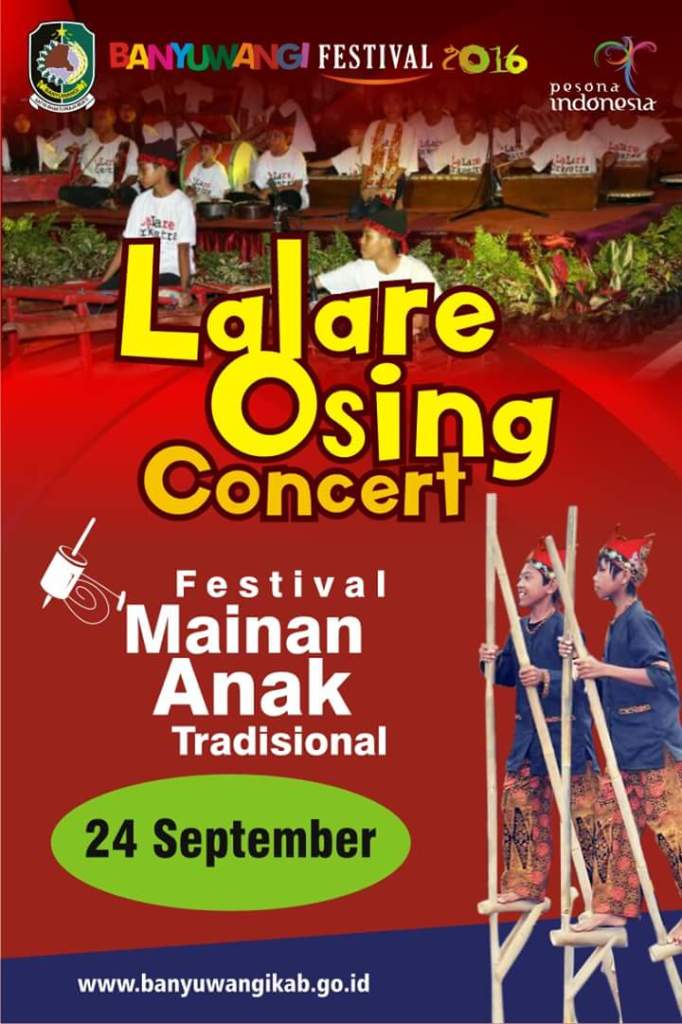 BANYUWANGI FESTIVAL 2016
pesona
indonesia
Lalare
Osing
Concert
Festival
Mainan
Anak
Tradisional
24 September
www.banyuwangikab.go.id